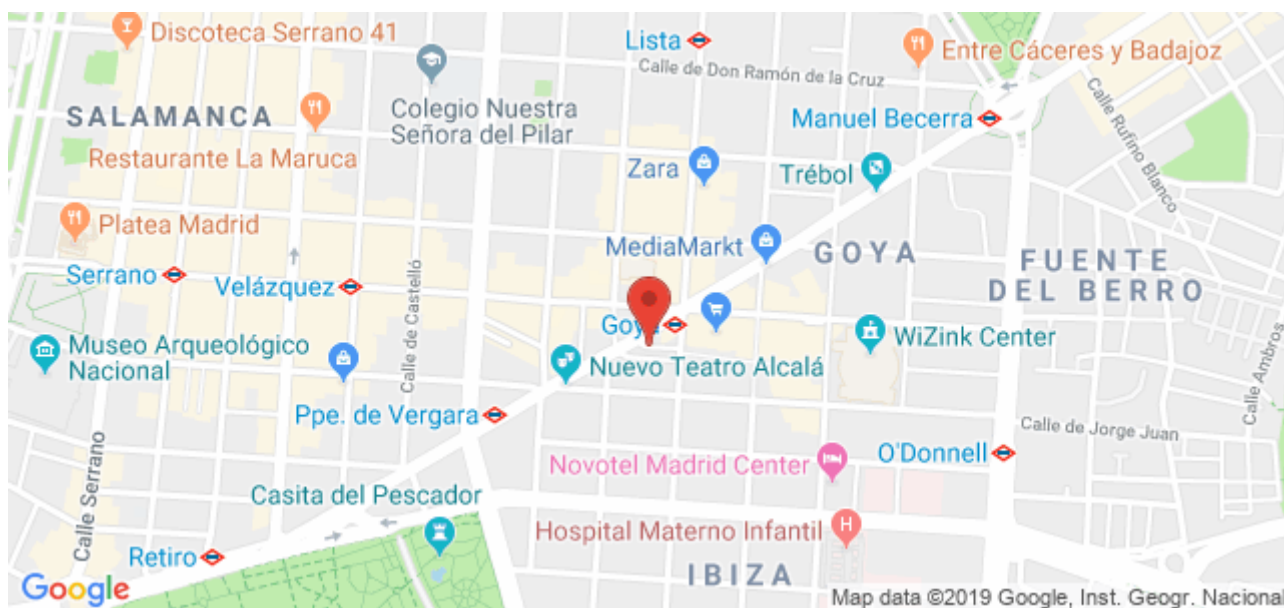 Discoteca Serrano 41
Lista
Entre Cáceres y Badajoz
Calle de Don Ramón de la Cruz
Colegio Nuestra
Señora del Pilar
SALAMANCA
Manuel Becerra
Calle Rufino Blanco
Restaurante La Maruca
Zara
Trébol
Platea Madrid
MediaMarkt
GOYA
FUENTE
DEL BERRO
Serrano
Velázquez
Calle de Castelló
Goya
WiZink Center
Museo Arqueológico
Nacional
Nuevo Teatro Alcalá
Calle Ambros
Ppe. de Vergara
Calle de Jorge Juan
O'Donnell
Novotel Madrid Center
Calle Serrano
Casita del Pescador
Hospital Materno Infantil
H
Retiro
IBIZA
Google
Map data ©2019 Google, Inst. Geogr. Naciona